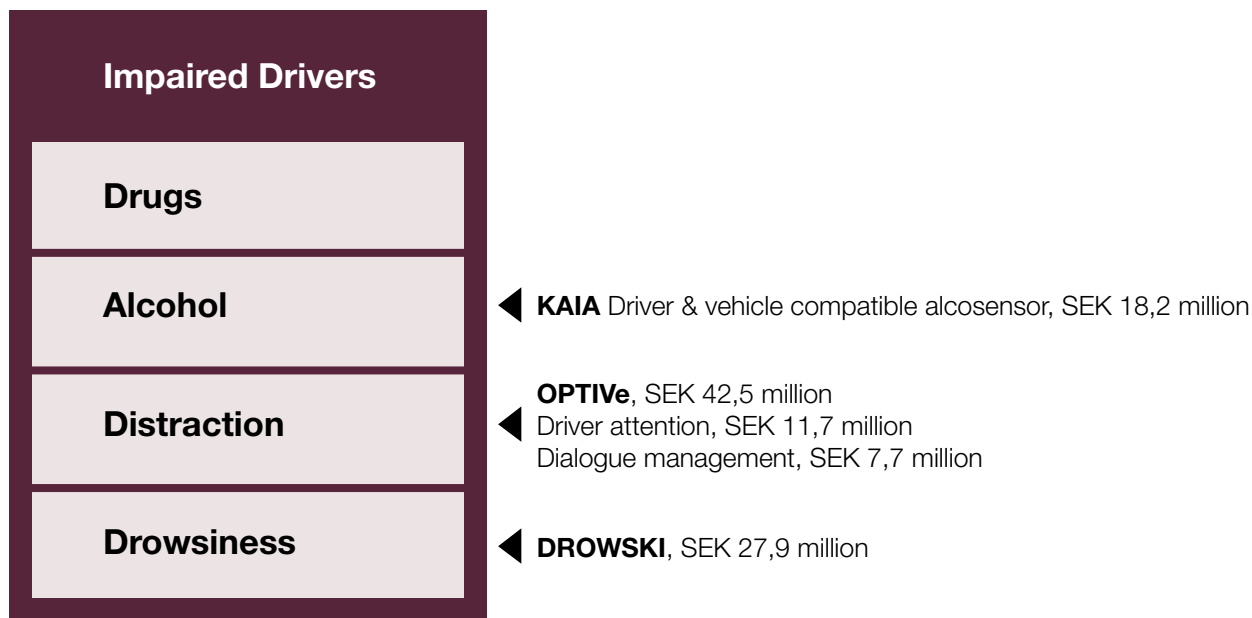 Impaired Drivers
Drugs
Alcohol
KAIA Driver & vehicle compatible alcosensor, SEK 18,2 million
Distraction
OPTIVe, SEK 42,5 million
Driver attention, SEK 11,7 million
Dialogue management, SEK 7,7 million
Drowsiness
DROWSKI, SEK 27,9 million